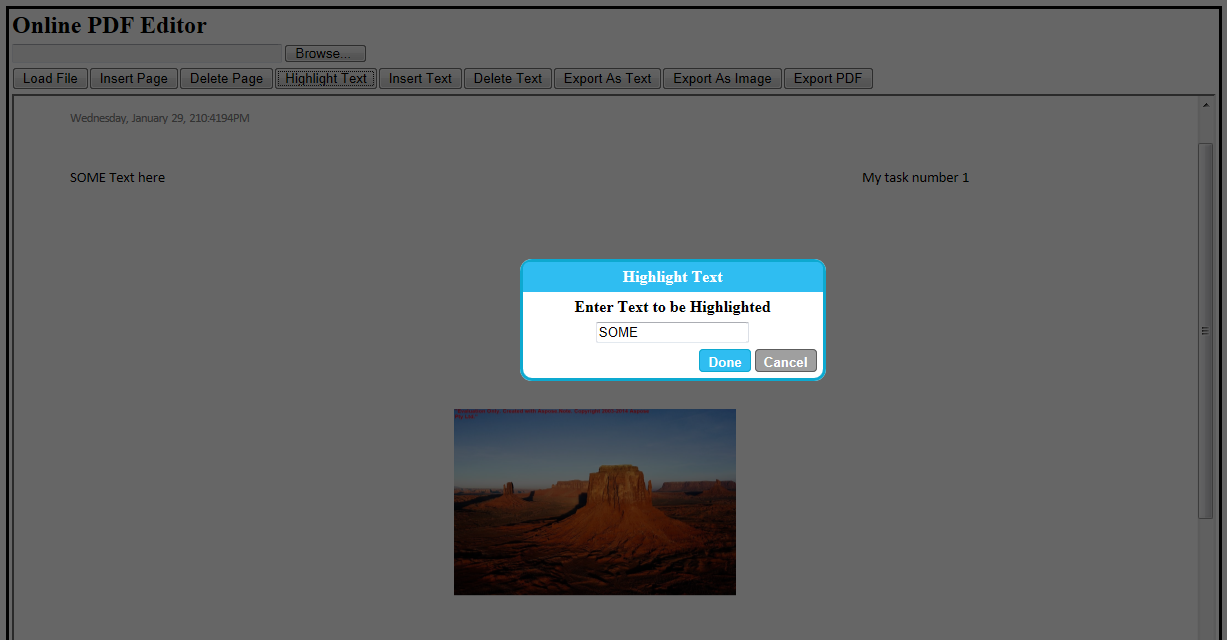 Online PDF Editor
Browse...
Load File Insert Page Delete Page Highlight Text Insert Text Delete Text Export As Text Export As Image Export PDF
Wednesday, January 29, 210:4194PM
SOME Text here My task number 1
Highlight Text
Enter Text to be Highlighted
SOME
Done Cancel